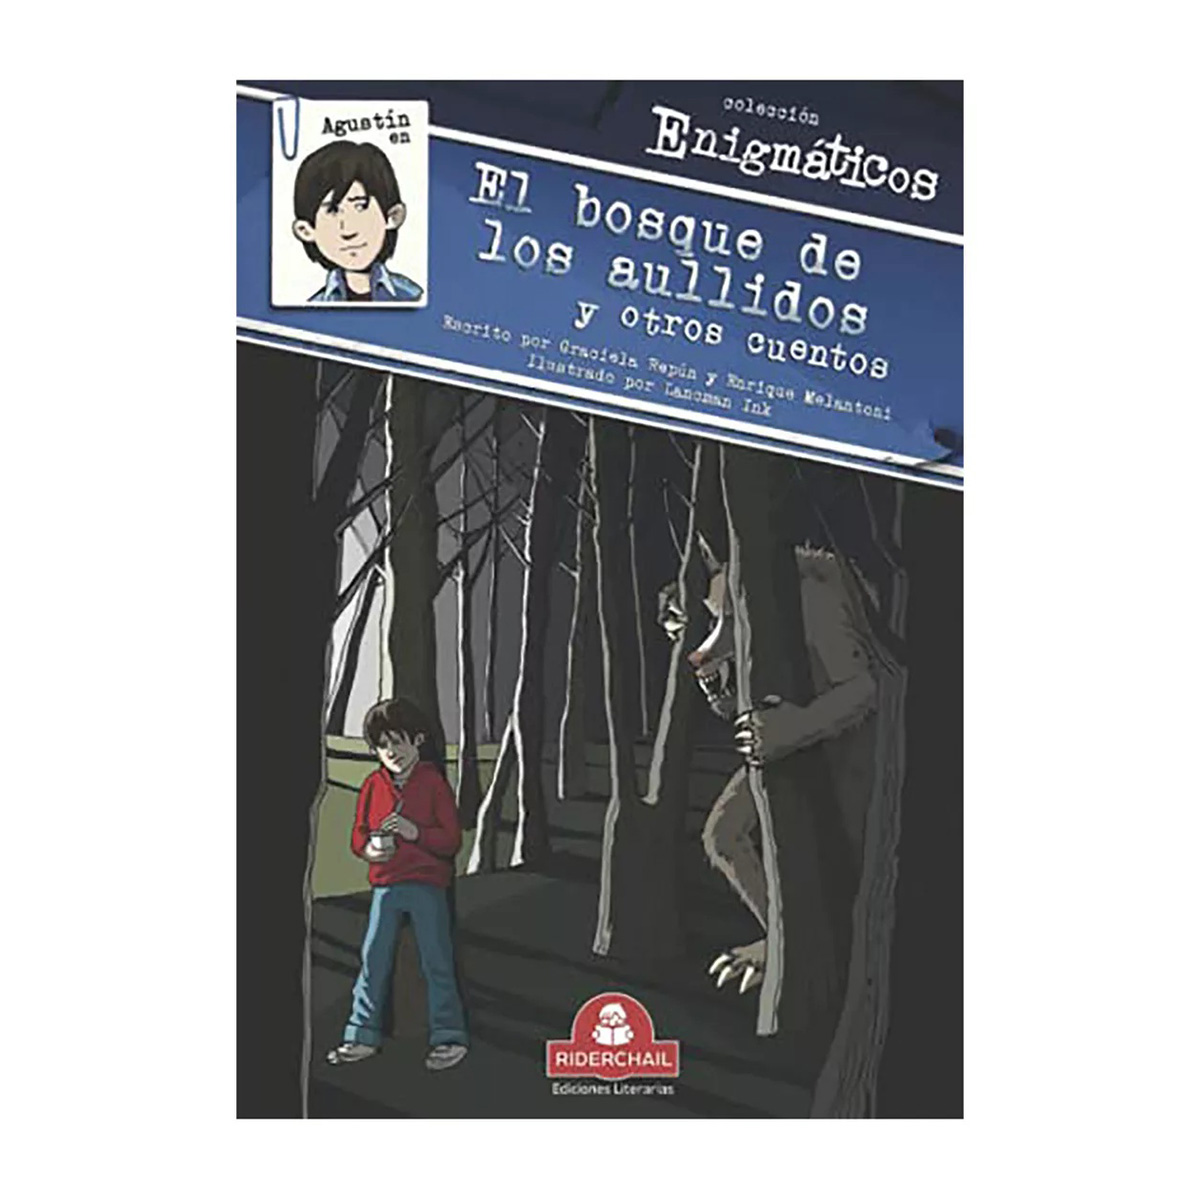 colección
Enigmáticos
Agustín
en
El bosque de
los aullidos
y otros cuentos
Escrito por Graciela Repún y Enrique Melantoni
Ilustrado por Lancman Ink
RIDERCHAIL
Ediciones Literarias